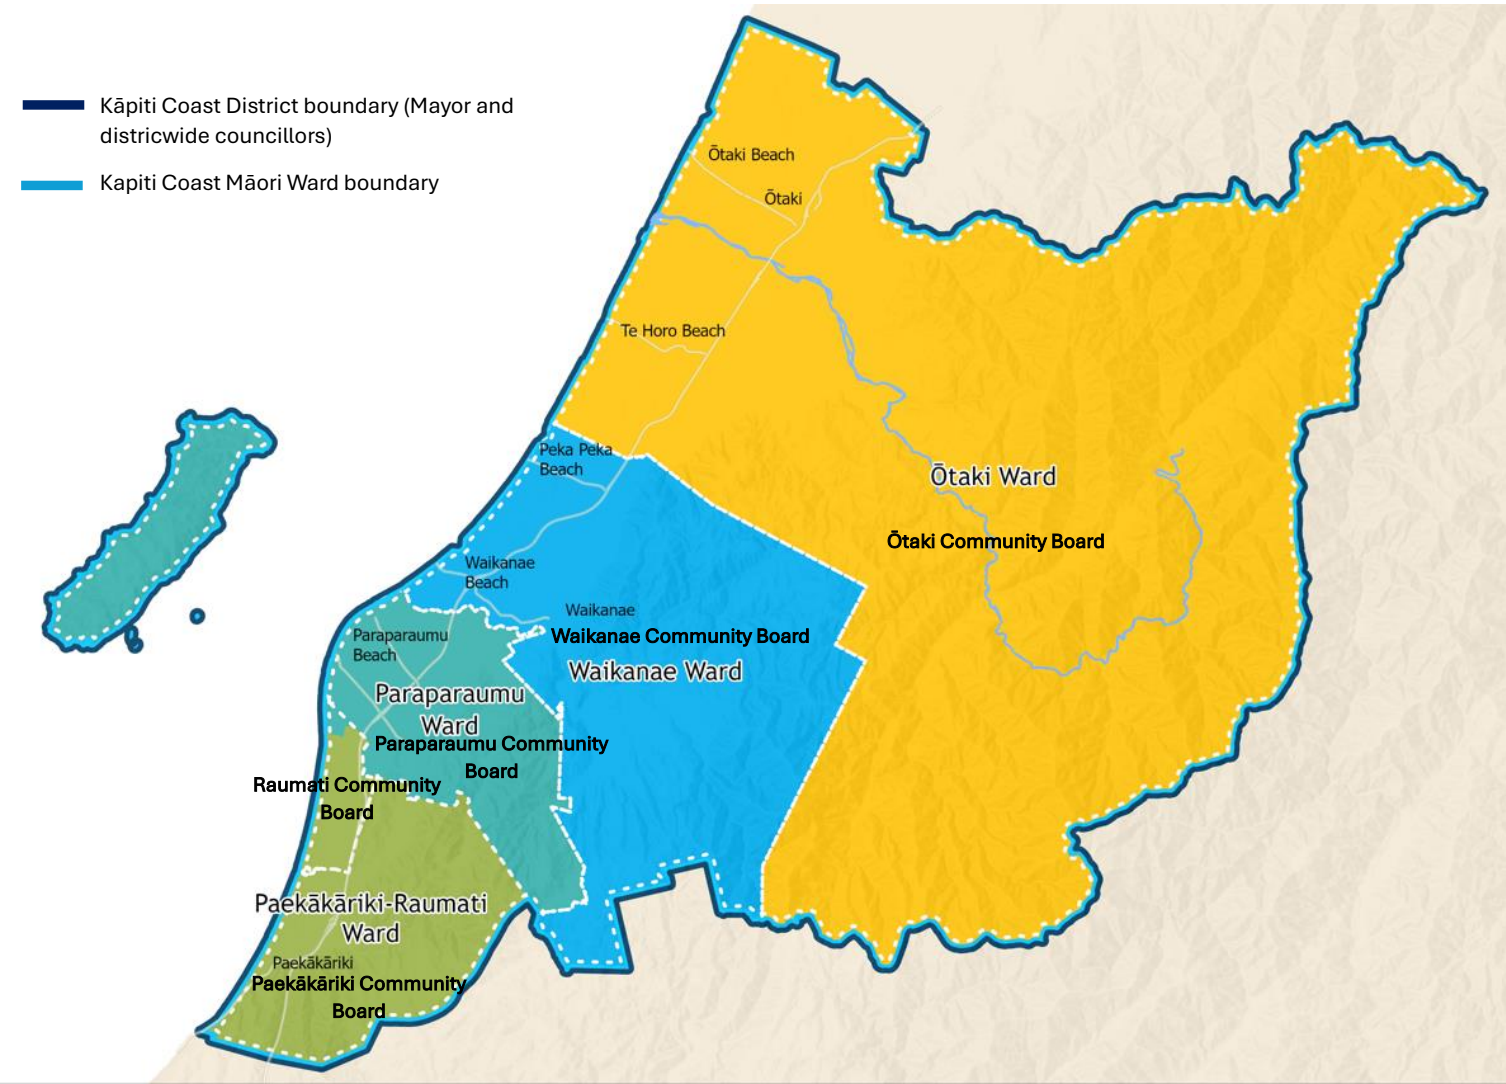 Kāpiti Coast District boundary (Mayor and
districwide councillors)
Kapiti Coast Māori Ward boundary
Ōtaki Beach
Ōtaki
Te Horo Beach
Peka Peka
Beach
Ōtaki Ward
Ōtaki Community Board
Waikanae
Beach
Waikanae
Waikanae Community Board
Waikanae Ward
Paraparaumu
Beach
Paraparaumu
Ward
Paraparaumu Community
Board
Raumati Community
Board
Paekākāriki-Raumati
Ward
Paekākāriki
Paekākāriki Community
Board